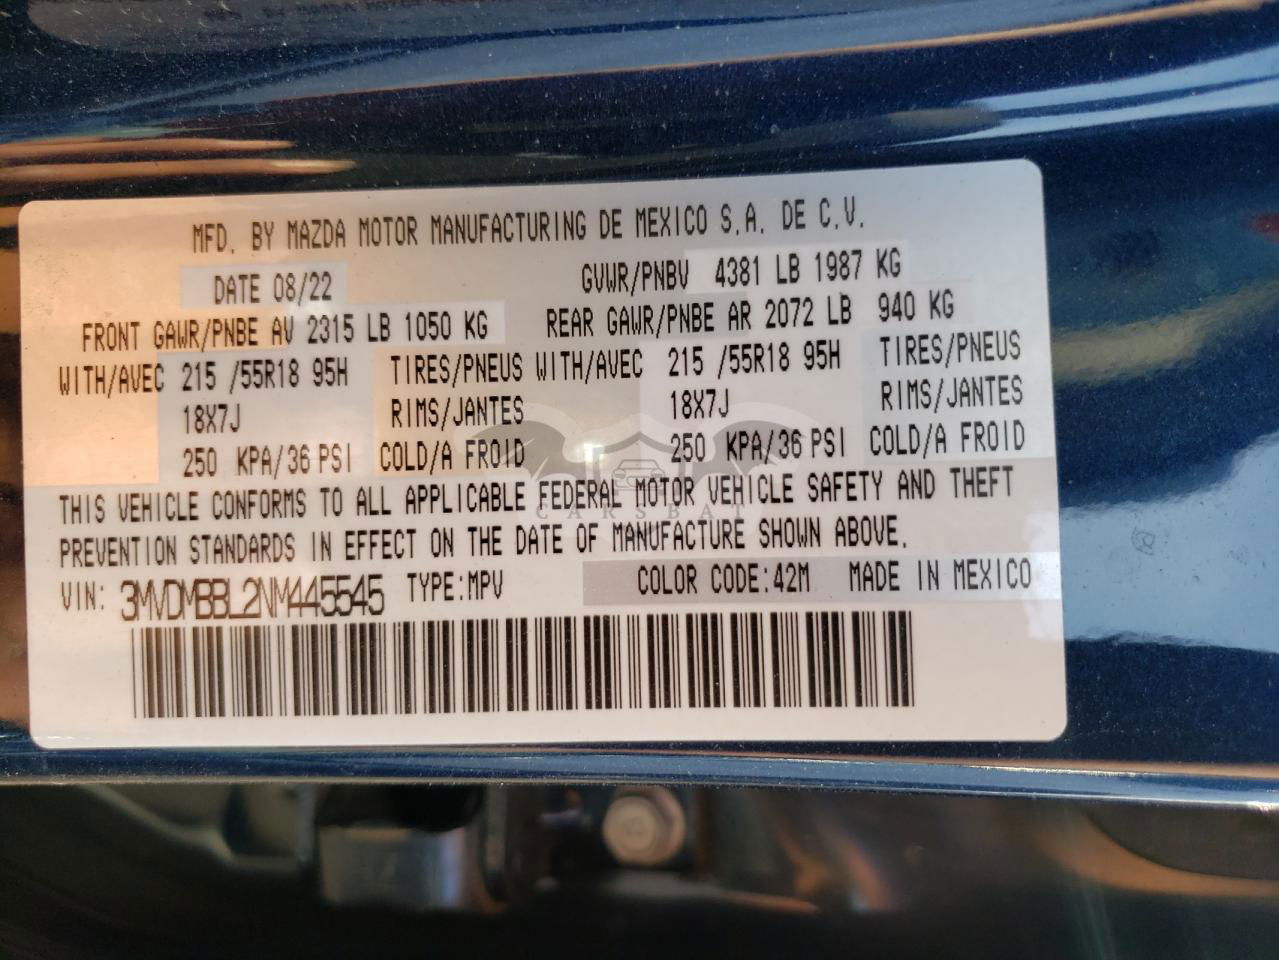 MFD. BY MAZDA MOTOR MANUFACTURING DE MEXICO S.A. DE C.V.
DATE 08/22 GVWR/PNBV 4381 LB 1987 KG
FRONT GAWR/PNBE AV 2315 LB 1050 KG REAR GAWR/PNBE AR 2072 LB 940 KG
WITH/AVEC 215 /55R18 95H TIRES/PNEUS WITH/AVEC 215 /55R18 95H TIRES/PNEUS
18X7J RIMS/JANTES 18X7J RIMS/JANTES
250 KPA/36 PSI COLD/A FROID 250 KPA/36 PSI COLD/A FROID
THIS VEHICLE CONFORMS TO ALL APPLICABLE FEDERAL MOTOR VEHICLE SAFETY AND THEFT
CARSBAT
PREVENTION STANDARDS IN EFFECT ON THE DATE OF MANUFACTURE SHOWN ABOVE.
VIN: 3MVDMBBL2NM445545 TYPE:MPV COLOR CODE:42M MADE IN MEXICO